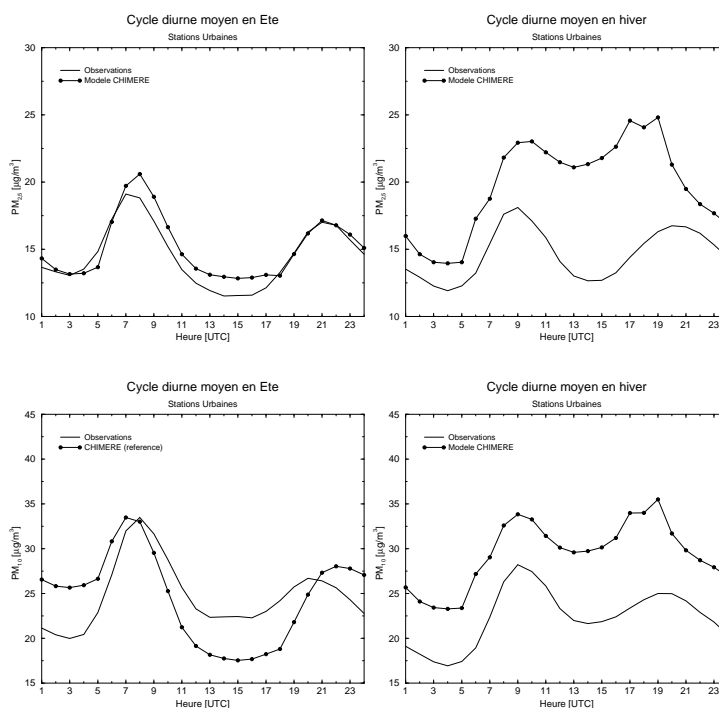 Cycle diurne moyen en Ete
Stations Urbaines
30
25
20
15
10
PM2,5 [µg/m3]
Observations
Modele CHIMERE
1 3 5 7 9 11 13 15 17 19 21 23
Heure [UTC]
Cycle diurne moyen en hiver
Stations Urbaines
30
25
20
15
10
PM2,5 [µg/m3]
Observations
Modele CHIMERE
1 3 5 7 9 11 13 15 17 19 21 23
Heure [UTC]
Cycle diurne moyen en Ete
Stations Urbaines
45
40
35
30
25
20
15
PM10 [µg/m3]
Observations
CHIMERE (reference)
1 3 5 7 9 11 13 15 17 19 21 23
Heure [UTC]
Cycle diurne moyen en hiver
Stations Urbaines
45
40
35
30
25
20
15
PM10 [µg/m3]
Observations
Modele CHIMERE
1 3 5 7 9 11 13 15 17 19 21 23
Heure [UTC]